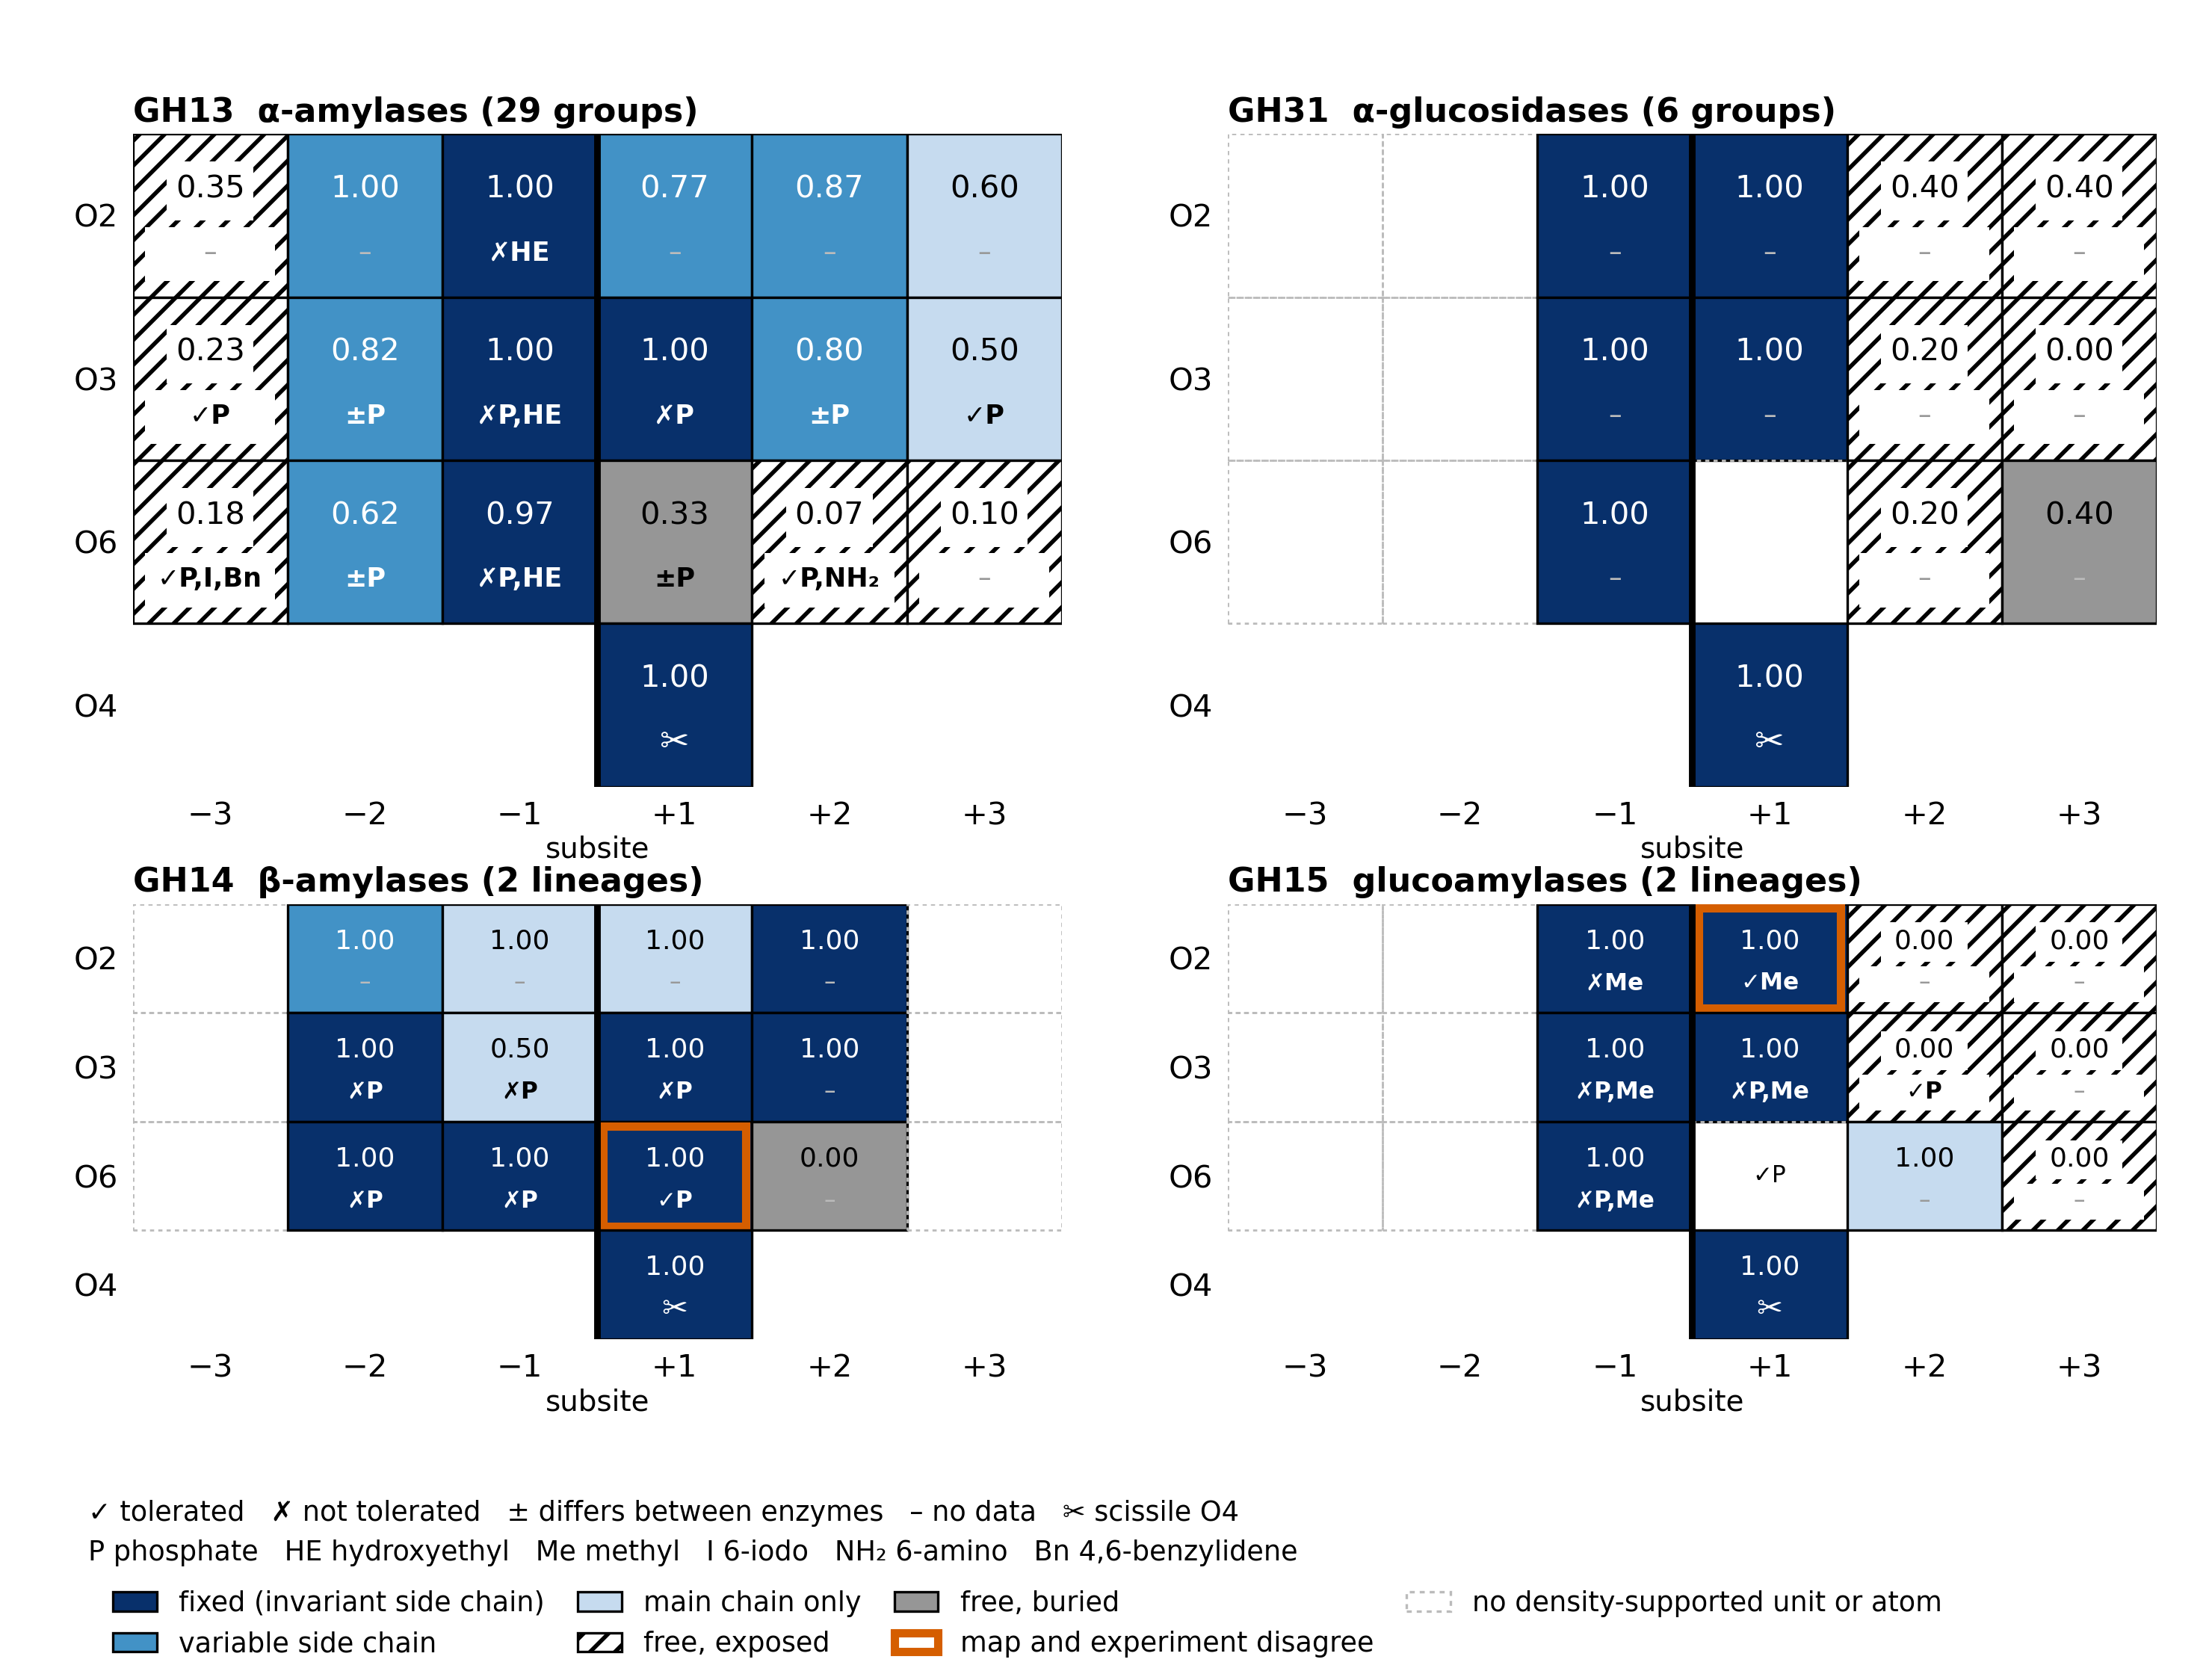 GH13 α-amylases (29 groups)
O2 0.35 1.00 1.00 0.77 0.87 0.60
– – ✗HE – – –
O3 0.23 0.82 1.00 1.00 0.80 0.50
✓P ±P ✗P,HE ✗P ±P ✓P
O6 0.18 0.62 0.97 0.33 0.07 0.10
✓P,I,Bn ±P ✗P,HE ±P ✓P,NH₂ –
O4 1.00
✂
−3 −2 −1 +1 +2 +3
subsite
GH31 α-glucosidases (6 groups)
O2 1.00 1.00 0.40 0.40
– – – –
O3 1.00 1.00 0.20 0.00
– – – –
O6 1.00 0.20 0.40
– – –
O4 1.00
✂
−3 −2 −1 +1 +2 +3
subsite
GH14 β-amylases (2 lineages)
O2 1.00 1.00 1.00 1.00
– – – –
O3 1.00 0.50 1.00 1.00
✗P ✗P ✗P –
O6 1.00 1.00 1.00 0.00
✗P ✗P ✓P –
O4 1.00
✂
−3 −2 −1 +1 +2 +3
subsite
GH15 glucoamylases (2 lineages)
O2 1.00 1.00 0.00 0.00
✗Me ✓Me – –
O3 1.00 1.00 0.00 0.00
✗P,Me ✗P,Me ✓P –
O6 1.00 ✓P 1.00 0.00
✗P,Me – –
O4 1.00
✂
−3 −2 −1 +1 +2 +3
subsite
✓ tolerated ✗ not tolerated ± differs between enzymes – no data ✂ scissile O4
P phosphate HE hydroxyethyl Me methyl I 6-iodo NH₂ 6-amino Bn 4,6-benzylidene
fixed (invariant side chain) main chain only free, buried no density-supported unit or atom
variable side chain free, exposed map and experiment disagree